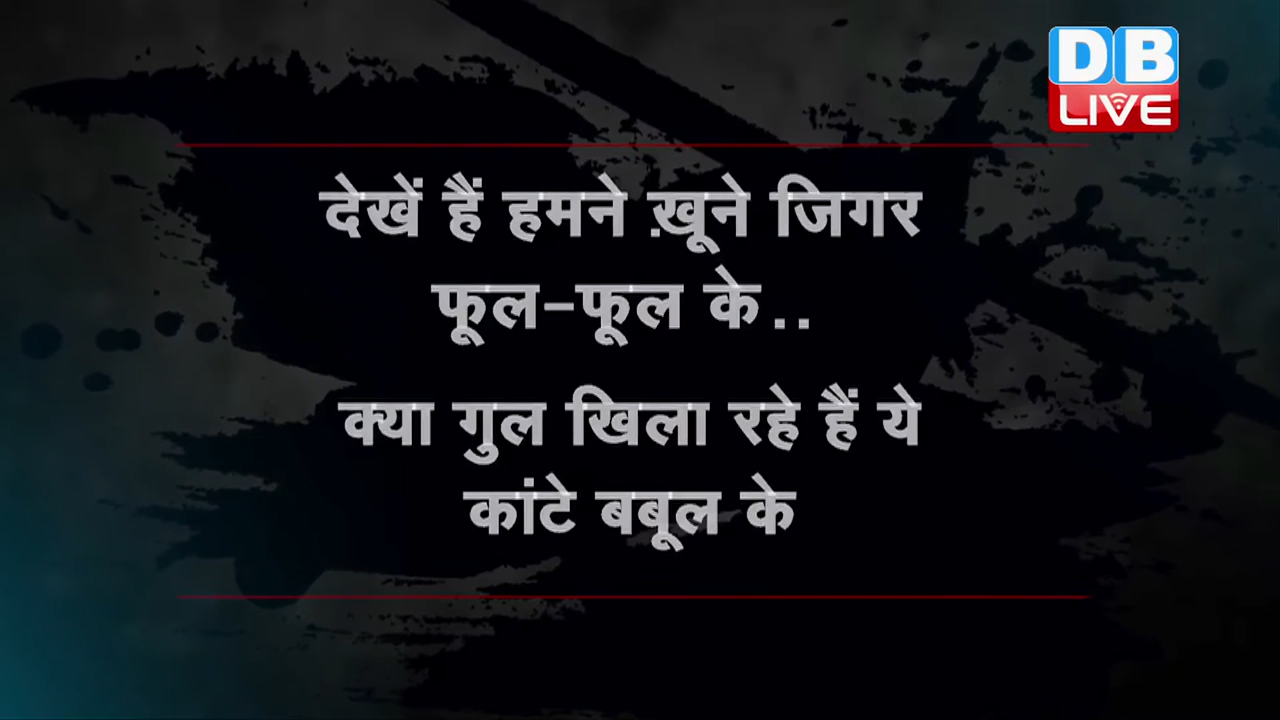 DB
LIVE
देखें हैं हमने ख़ूने जिगर
फूल-फूल के..
क्या गुल खिला रहे हैं ये
कांटे बबूल के